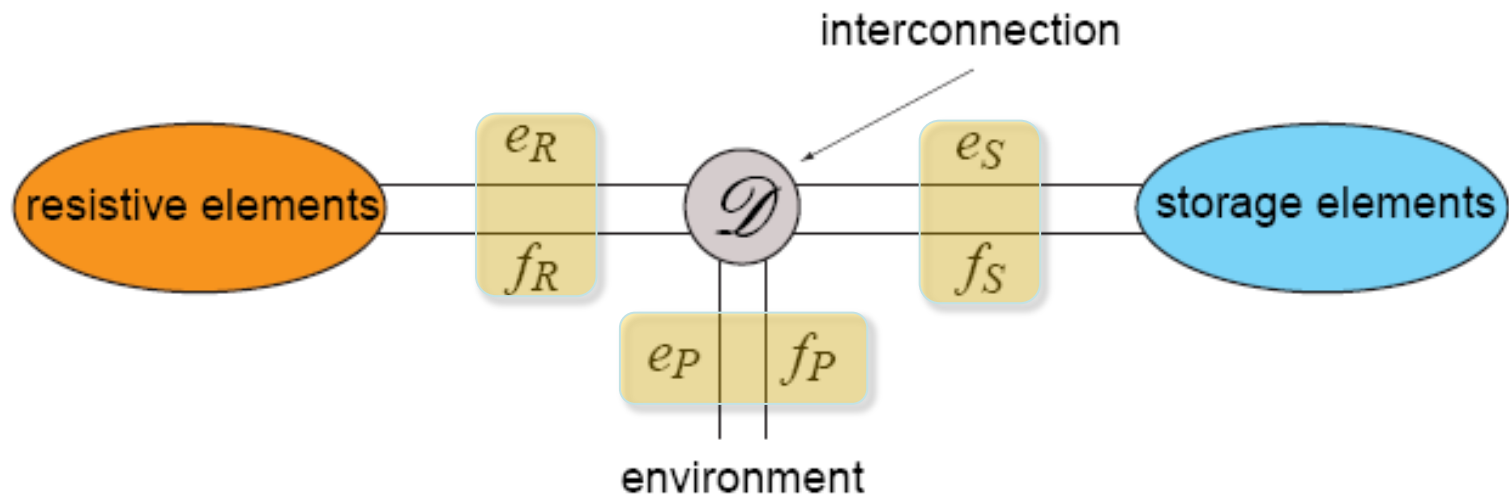 interconnection
e_R
e_S
resistive elements
𝒟
storage elements
f_R
f_S
e_P
f_P
environment